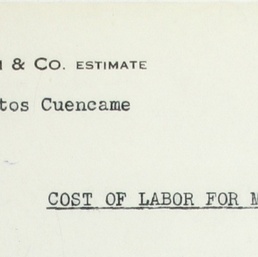 & Co. ESTIMATE
tos Cuencame
COST OF LABOR FOR M